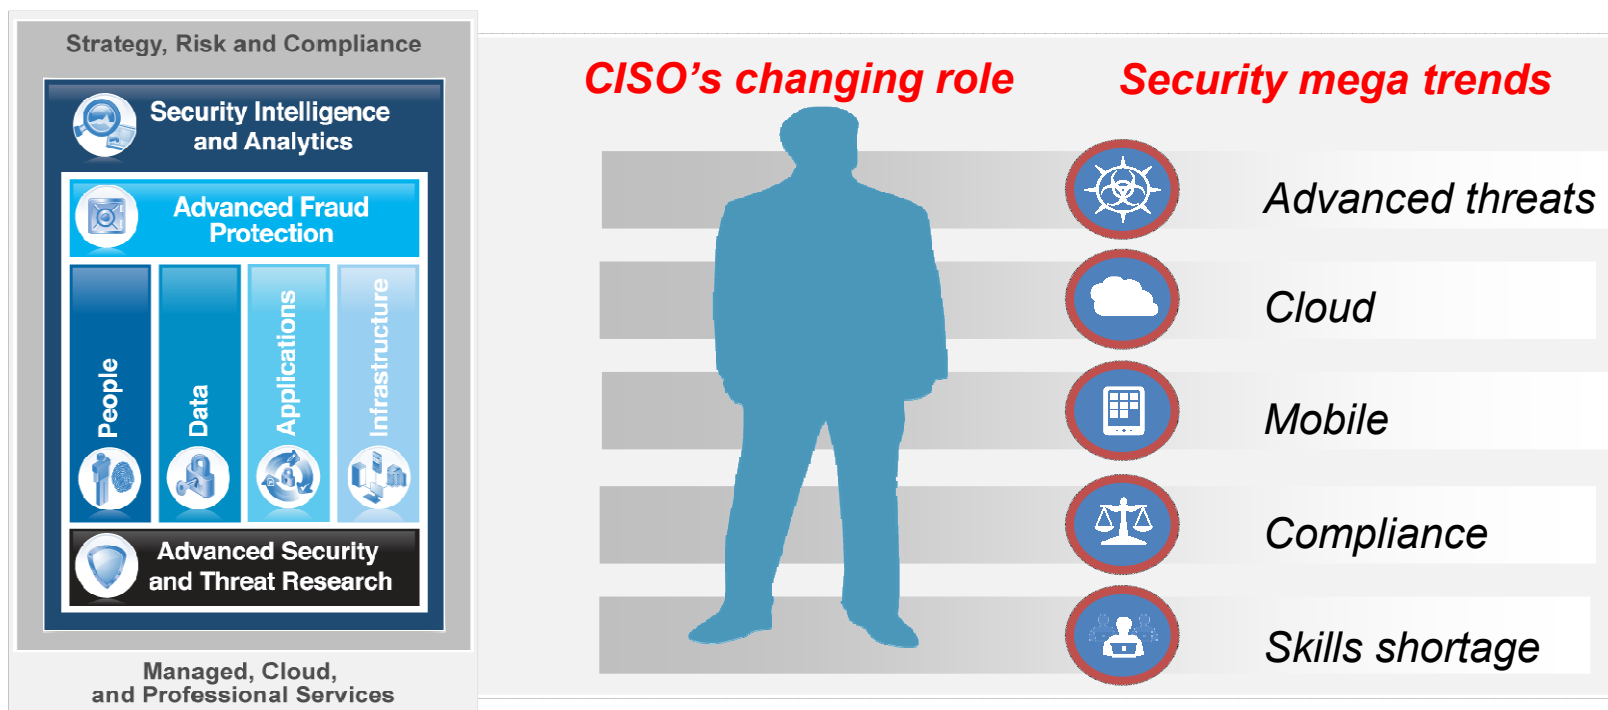 Strategy, Risk and Compliance
Security Intelligence
and Analytics
Advanced Fraud
Protection
People
Data
Applications
Infrastructure
Advanced Security
and Threat Research
Managed, Cloud,
and Professional Services
CISO’s changing role
Security mega trends
Advanced threats
Cloud
Mobile
Compliance
Skills shortage